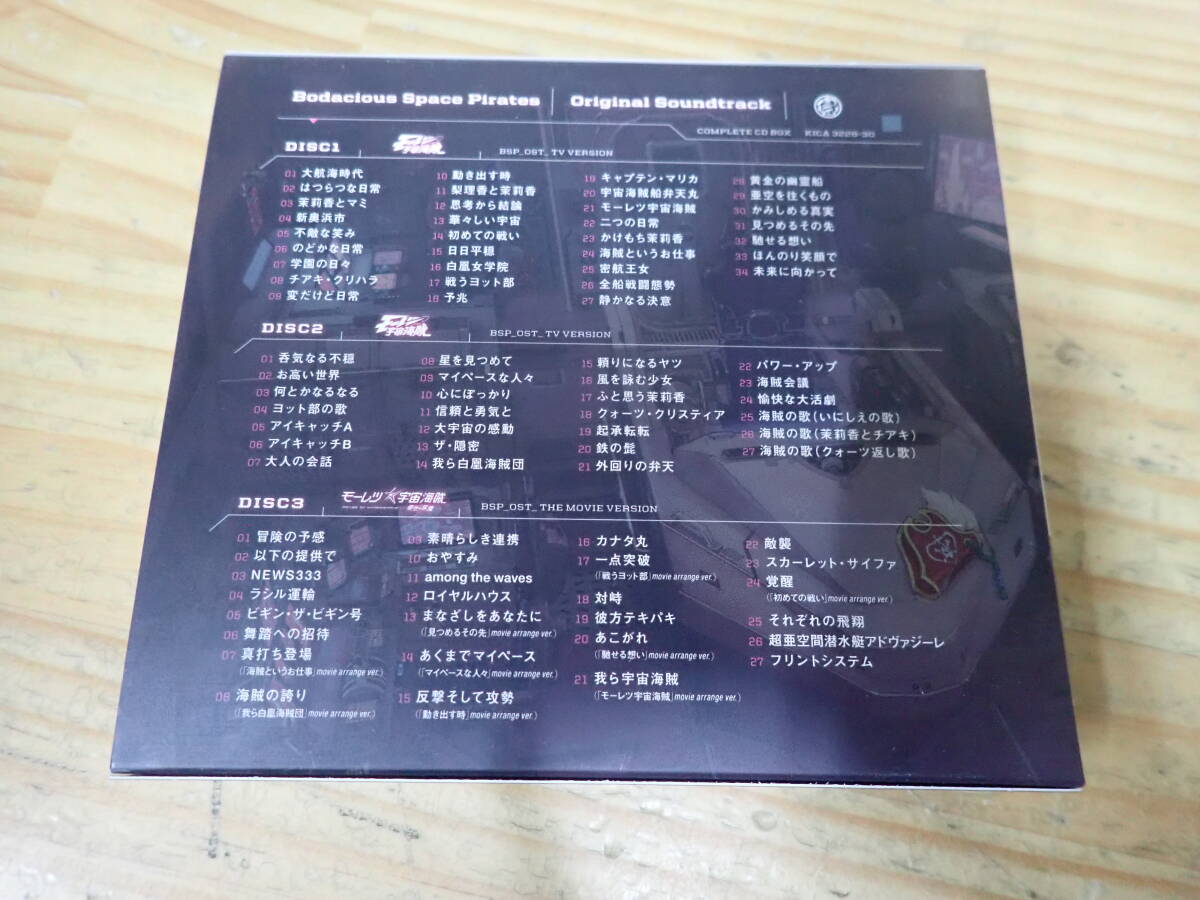 Bodacious Space Pirates
Original Soundtrack
COMPLETE CD BOX KICA 3228-30
DISC1
モーレツ宇宙海賊
BSP_OST_ TV VERSION
01 大航海時代
02 はつらつな日常
03 茉莉香とマミ
04 新奥浜市
05 不敵な笑み
06 のどかな日常
07 学園の日々
08 チアキ・クリハラ
09 変だけど日常
10 動き出す時
11 梨理香と茉莉香
12 思考から結論
13 華々しい宇宙
14 初めての戦い
15 日日平穏
16 白凰女学院
17 戦うヨット部
18 予兆
19 キャプテン・マリカ
20 宇宙海賊船弁天丸
21 モーレツ宇宙海賊
22 二つの日常
23 かけもち茉莉香
24 海賊というお仕事
25 密航王女
26 全船戦闘態勢
27 静かなる決意
28 黄金の幽霊船
29 亜空を往くもの
30 かみしめる真実
31 見つめるその先
32 馳せる想い
33 ほんのり笑顔で
34 未来に向かって
DISC2
モーレツ宇宙海賊
BSP_OST_ TV VERSION
01 呑気なる不穏
02 お高い世界
03 何とかなるなる
04 ヨット部の歌
05 アイキャッチA
06 アイキャッチB
07 大人の会話
08 星を見つめて
09 マイペースな人々
10 心にぽっかり
11 信頼と勇気と
12 大宇宙の感動
13 ザ・隠密
14 我ら白凰海賊団
15 頼りになるヤツ
16 風を詠む少女
17 ふと思う茉莉香
18 クォーツ・クリスティア
19 起承転転
20 鉄の髭
21 外回りの弁天
22 パワー・アップ
23 海賊会議
24 愉快な大活劇
25 海賊の歌（いにしえの歌）
26 海賊の歌（茉莉香とチアキ）
27 海賊の歌（クォーツ返し歌）
DISC3
モーレツ宇宙海賊
BSP_OST_ THE MOVIE VERSION
01 冒険の予感
02 以下の提供で
03 NEWS333
04 ラシル運輸
05 ビギン・ザ・ビギン号
06 舞踏への招待
07 真打ち登場
（「海賊というお仕事」movie arrange ver.）
08 海賊の誇り
（「我ら白凰海賊団」movie arrange ver.）
09 素晴らしき連携
10 おやすみ
11 among the waves
12 ロイヤルハウス
13 まなざしをあなたに
（「見つめるその先」movie arrange ver.）
14 あくまでマイペース
（「マイペースな人々」movie arrange ver.）
15 反撃そして攻勢
（「動き出す時」movie arrange ver.）
16 カナタ丸
17 一点突破
（「戦うヨット部」movie arrange ver.）
18 対峙
19 彼方テキパキ
20 あこがれ
（「馳せる想い」movie arrange ver.）
21 我ら宇宙海賊
（「モーレツ宇宙海賊」movie arrange ver.）
22 敵襲
23 スカーレット・サイファ
24 覚醒
（「初めての戦い」movie arrange ver.）
25 それぞれの飛翔
26 超亜空間潜水艇アドヴァジーレ
27 フリントシステム